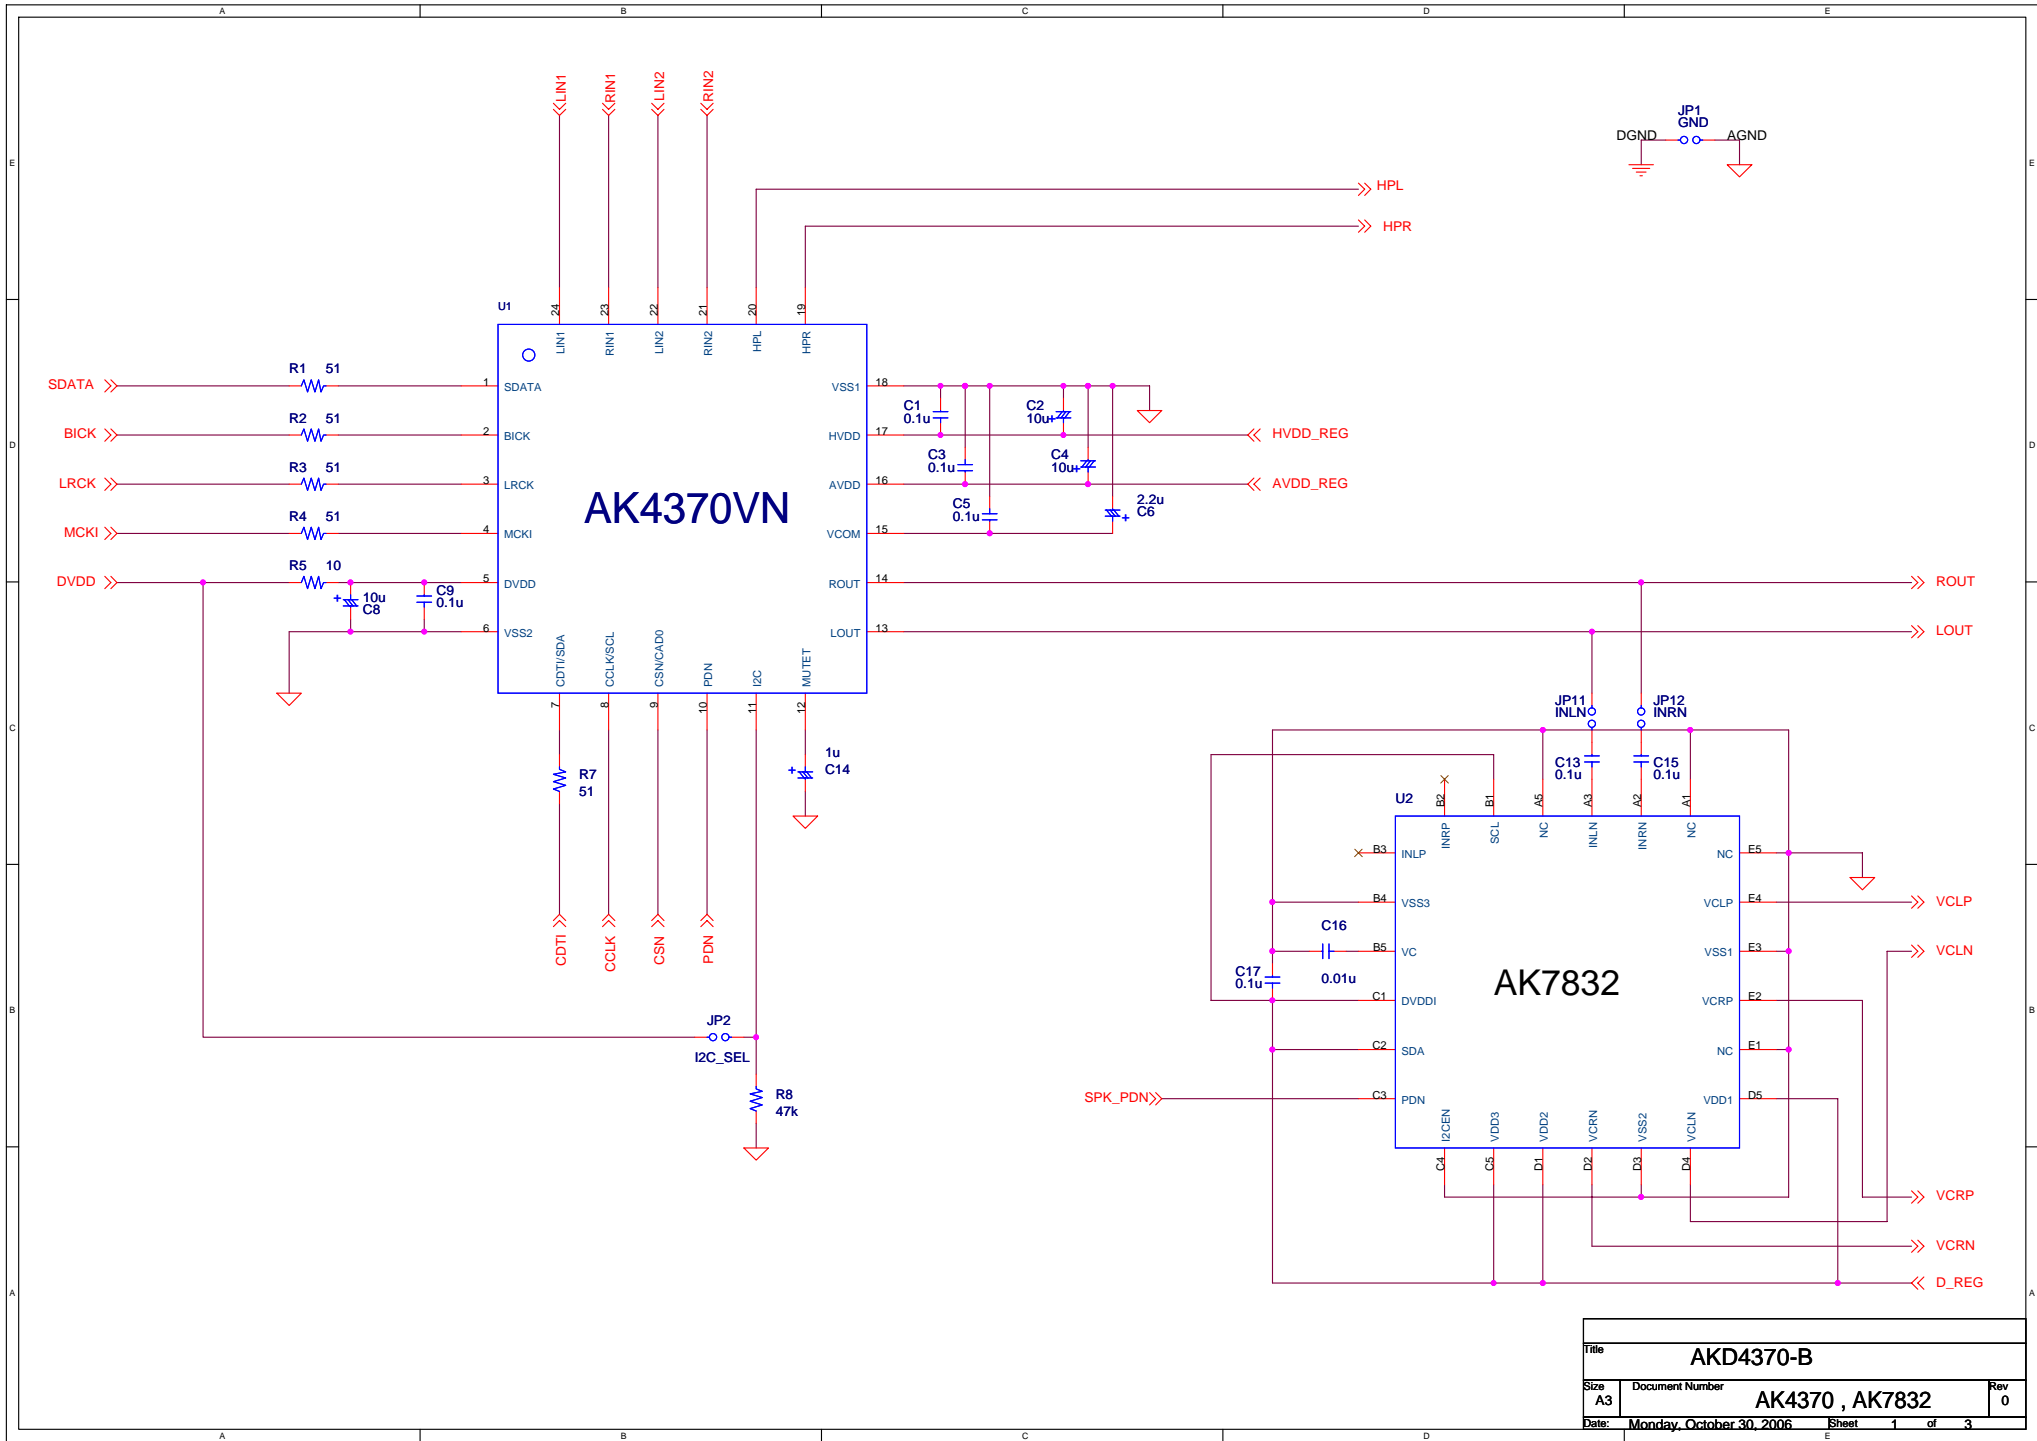 A B C D E
LIN1 RIN1 LIN2 RIN2
JP1
GND
DGND AGND
E E
HPL
HPR
U1
24 23 22 21 20 19
LIN1 RIN1 LIN2 RIN2 HPL HPR
SDATA R1 51 1 SDATA
BICK R2 51 2 BICK
LRCK R3 51 3 LRCK
MCKI R4 51 4 MCKI
DVDD R5 10 5 DVDD
+ 10u
C8
C9
0.1u
6 VSS2
AK4370VN
VSS1 18
HVDD 17
AVDD 16
VCOM 15
ROUT 14
LOUT 13
C1
0.1u
C2
10u+
C3
0.1u
C4
10u+
C5
0.1u
2.2u
+ C6
HVDD_REG
AVDD_REG
ROUT
LOUT
D D
CDTI/SDA CCLK/SCL CSN/CAD0 PDN I2C MUTET
7 8 9 10 11 12
R7
51
+ 1u
C14
CDTI CCLK CSN PDN
JP2
I2C_SEL
R8
47k
C C
JP11
INLN
JP12
INRN
C13
0.1u
C15
0.1u
U2
B2 B1 A5 A3 A2 A1
INRP SCL NC INLN INRN NC
B3 INLP
B4 VSS3
B5 VC
C1 DVDDI
C2 SDA
C3 PDN
C16
0.01u
C17
0.1u
SPK_PDN
AK7832
NC E5
VCLP E4
VSS1 E3
VCRP E2
NC E1
VDD1 D5
I2CEN VDD3 VDD2 VCRN VSS2 VCLN
C4 C5 D1 D2 D3 D4
VCLP
VCLN
VCRP
VCRN
D_REG
B B
A A
Title
AKD4370-B
Size Document Number Rev
A3 AK4370 , AK7832 0
Date: Monday, October 30, 2006 Sheet 1 of 3
A B C D E